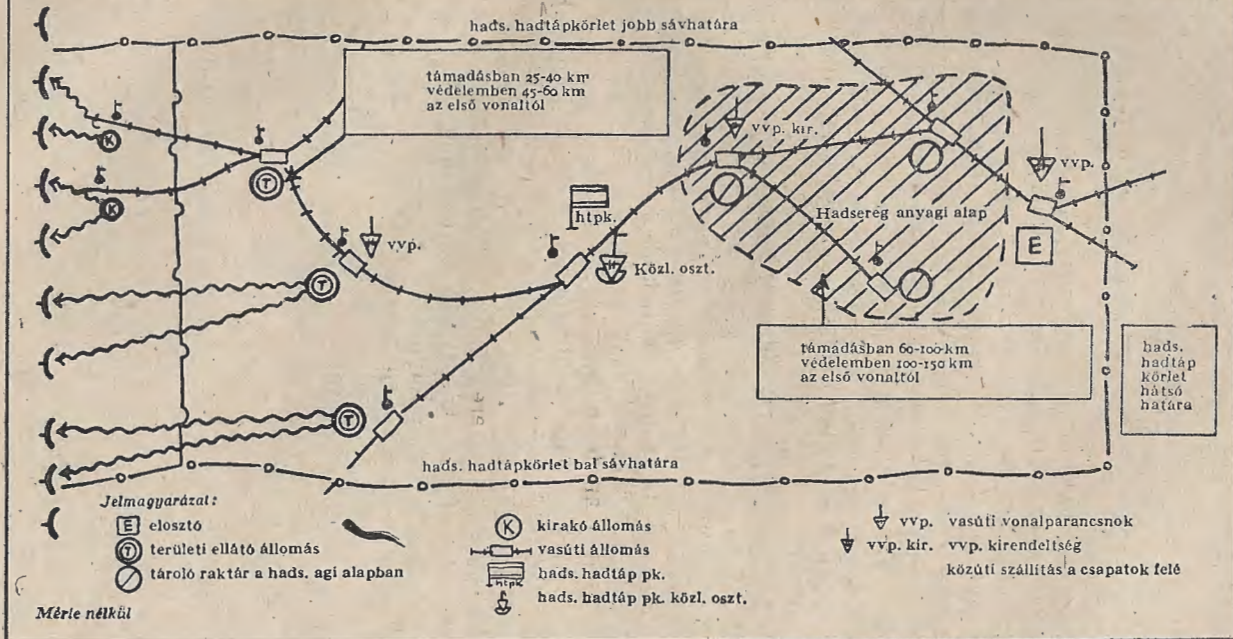 hads. hadtápkörlet jobb sávhatára
támadásban 25-40 km
védelemben 45-60 km
az első vonaltól
K
T
K
vvp.
T
htpk.
Közl. oszt.
vvp. kir.
vvp.
Hadsereg anyagi alap
E
támadásban 60-100 km
védelemben 100-150 km
az első vonaltól
hads.
hadtáp
körlet
hátsó
határa
T
hads. hadtápkörlet bal sávhatára
Jelmagyarázat:
E elosztó
T területi ellátó állomás
tároló raktár a hads. agi alapban
K kirakó állomás
vasúti állomás
htpk hads. hadtáp pk.
hads. hadtáp pk. közl. oszt.
vvp. vasúti vonalparancsnok
vvp. kir. vvp. kirendeltség
közúti szállítás a csapatok felé
Mérte nélkül